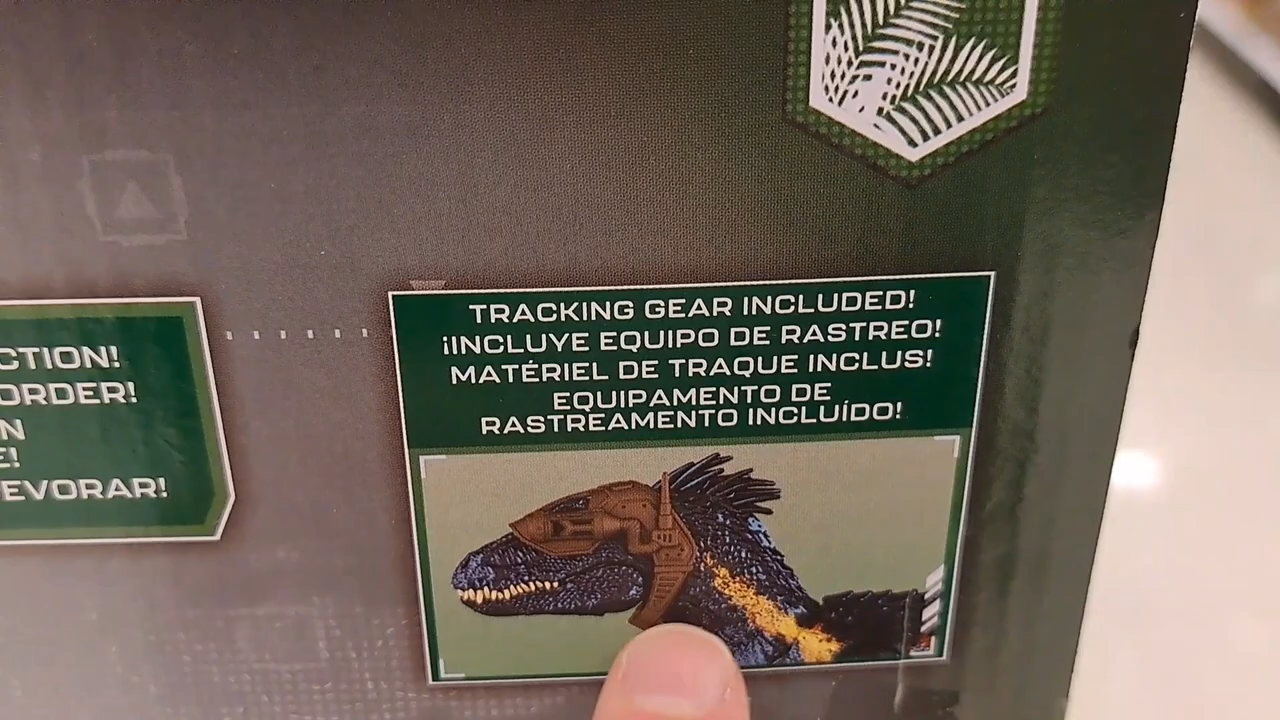 CTION!
ORDER!
N
E!
EVORAR!
TRACKING GEAR INCLUDED!
¡INCLUYE EQUIPO DE RASTREO!
MATÉRIEL DE TRAQUE INCLUS!
EQUIPAMENTO DE
RASTREAMENTO INCLUÍDO!